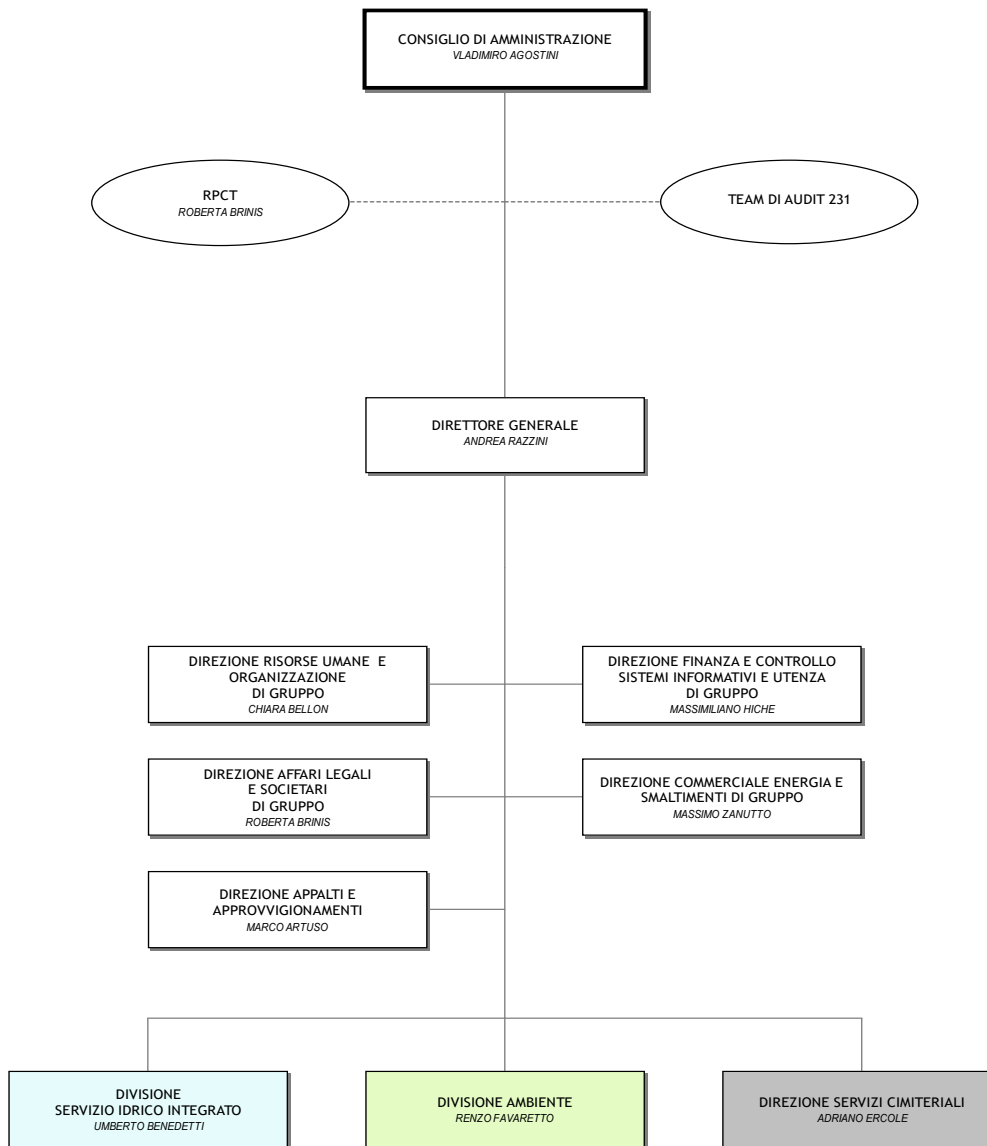 CONSIGLIO DI AMMINISTRAZIONE
VLADIMIRO AGOSTINI
RPCT
ROBERTA BRINIS
TEAM DI AUDIT 231
DIRETTORE GENERALE
ANDREA RAZZINI
DIREZIONE RISORSE UMANE E
ORGANIZZAZIONE
DI GRUPPO
CHIARA BELLON
DIREZIONE FINANZA E CONTROLLO
SISTEMI INFORMATIVI E UTENZA
DI GRUPPO
MASSIMILIANO HICHE
DIREZIONE AFFARI LEGALI
E SOCIETARI
DI GRUPPO
ROBERTA BRINIS
DIREZIONE COMMERCIALE ENERGIA E
SMALTIMENTI DI GRUPPO
MASSIMO ZANUTTO
DIREZIONE APPALTI E
APPROVVIGIONAMENTI
MARCO ARTUSO
DIVISIONE
SERVIZIO IDRICO INTEGRATO
UMBERTO BENEDETTI
DIVISIONE AMBIENTE
RENZO FAVARETTO
DIREZIONE SERVIZI CIMITERIALI
ADRIANO ERCOLE